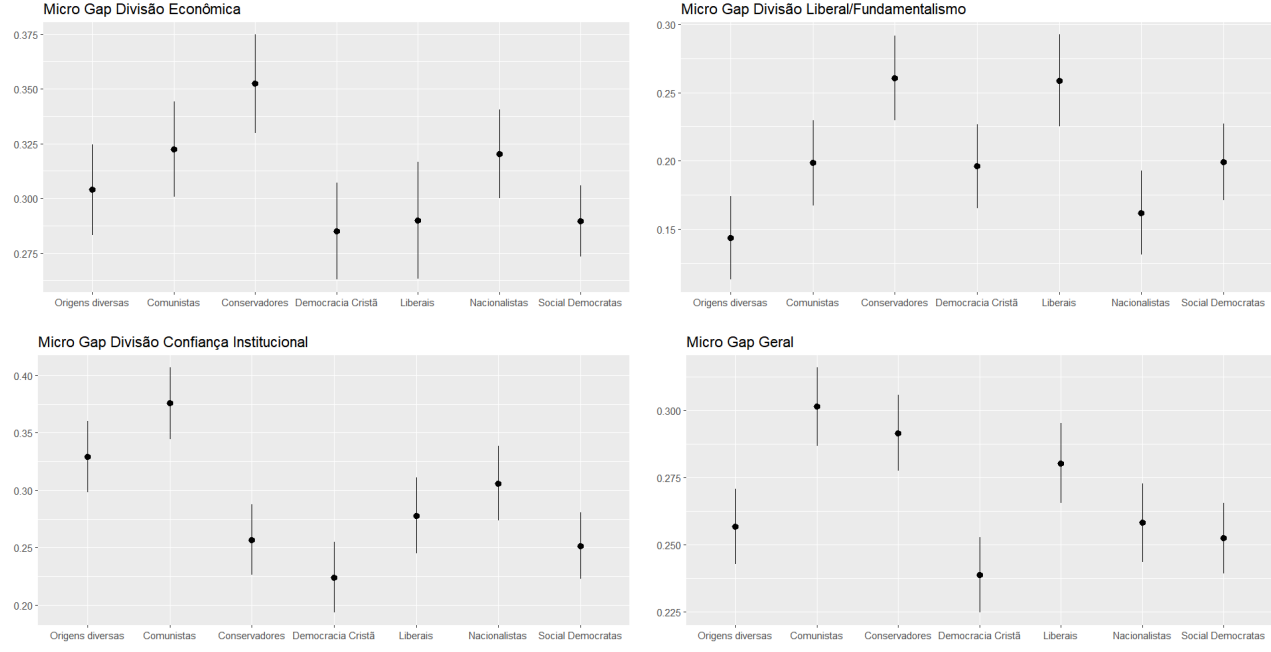 Micro Gap Divisão Econômica
0.375
0.350
0.325
0.300
0.275
Origens diversas Comunistas Conservadores Democracia Cristã Liberais Nacionalistas Social Democratas
Micro Gap Divisão Liberal/Fundamentalismo
0.30
0.25
0.20
0.15
Origens diversas Comunistas Conservadores Democracia Cristã Liberais Nacionalistas Social Democratas
Micro Gap Divisão Confiança Institucional
0.40
0.35
0.30
0.25
0.20
Origens diversas Comunistas Conservadores Democracia Cristã Liberais Nacionalistas Social Democratas
Micro Gap Geral
0.300
0.275
0.250
0.225
Origens diversas Comunistas Conservadores Democracia Cristã Liberais Nacionalistas Social Democratas